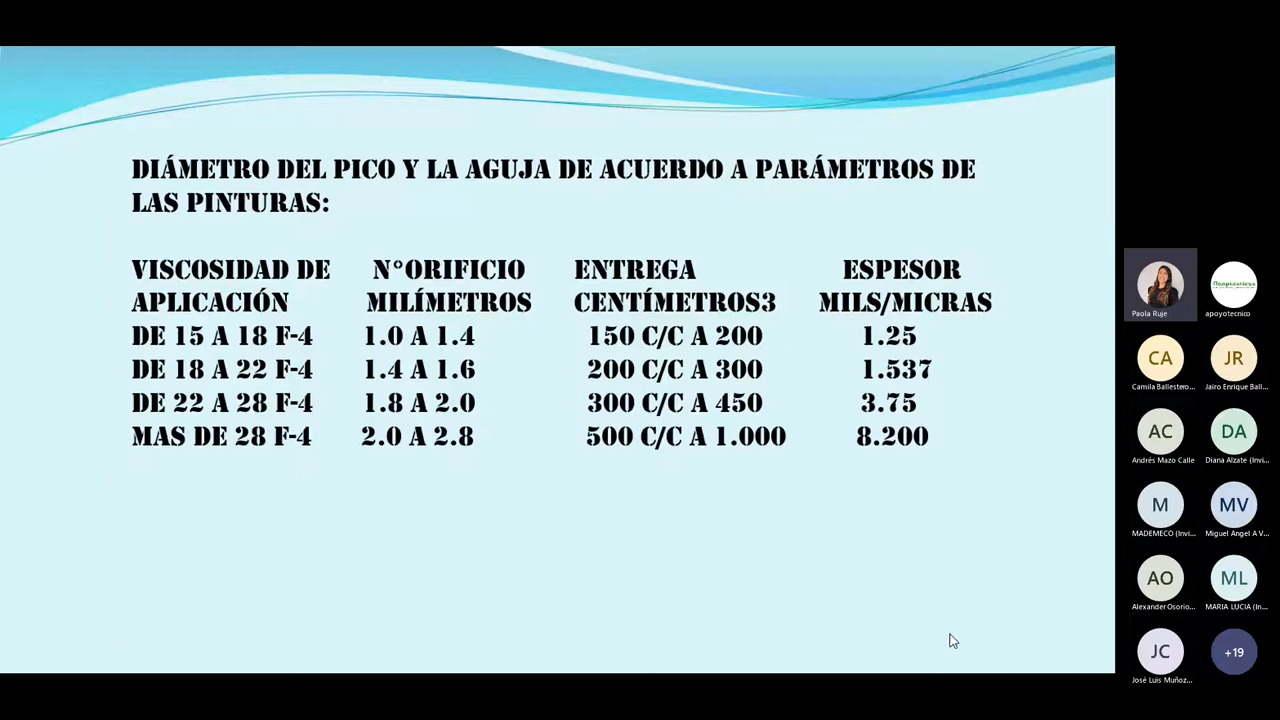 DIÁMETRO DEL PICO Y LA AGUJA DE ACUERDO A PARÁMETROS DE
LAS PINTURAS:
VISCOSIDAD DE N°ORIFICIO ENTREGA ESPESOR
APLICACIÓN MILÍMETROS CENTÍMETROS3 MILS/MICRAS
DE 15 A 18 F-4 1.0 A 1.4 150 C/C A 200 1.25
DE 18 A 22 F-4 1.4 A 1.6 200 C/C A 300 1.537
DE 22 A 28 F-4 1.8 A 2.0 300 C/C A 450 3.75
MAS DE 28 F-4 2.0 A 2.8 500 C/C A 1.000 8.200
Paola Ruje apoyotecnico
CA JR
Camila Ballestero... Jairo Enrique Ball...
AC DA
Andrés Mazo Calle Diana Alzate (Invi...
M MV
MADEMECO (Invi... Miguel Angel A V...
AO ML
Alexander Osorio... MARIA LUCIA (In...
JC +19
José Luis Muñoz...